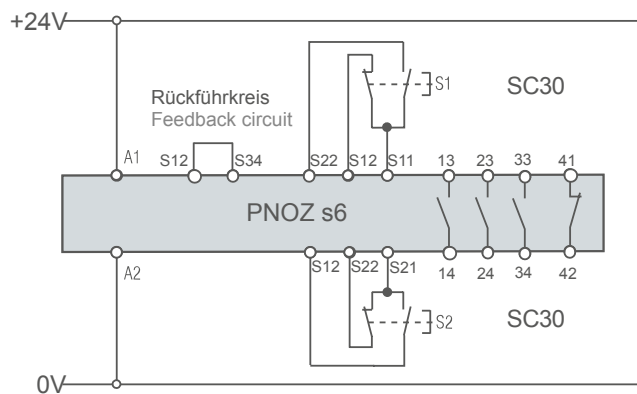 +24V
S1
SC30
Rückführkreis
Feedback circuit
A1
S12 S34 S22 S12 S11 13 23 33 41
PNOZ s6
A2
S12 S22 S21 14 24 34 42
S2
SC30
0V